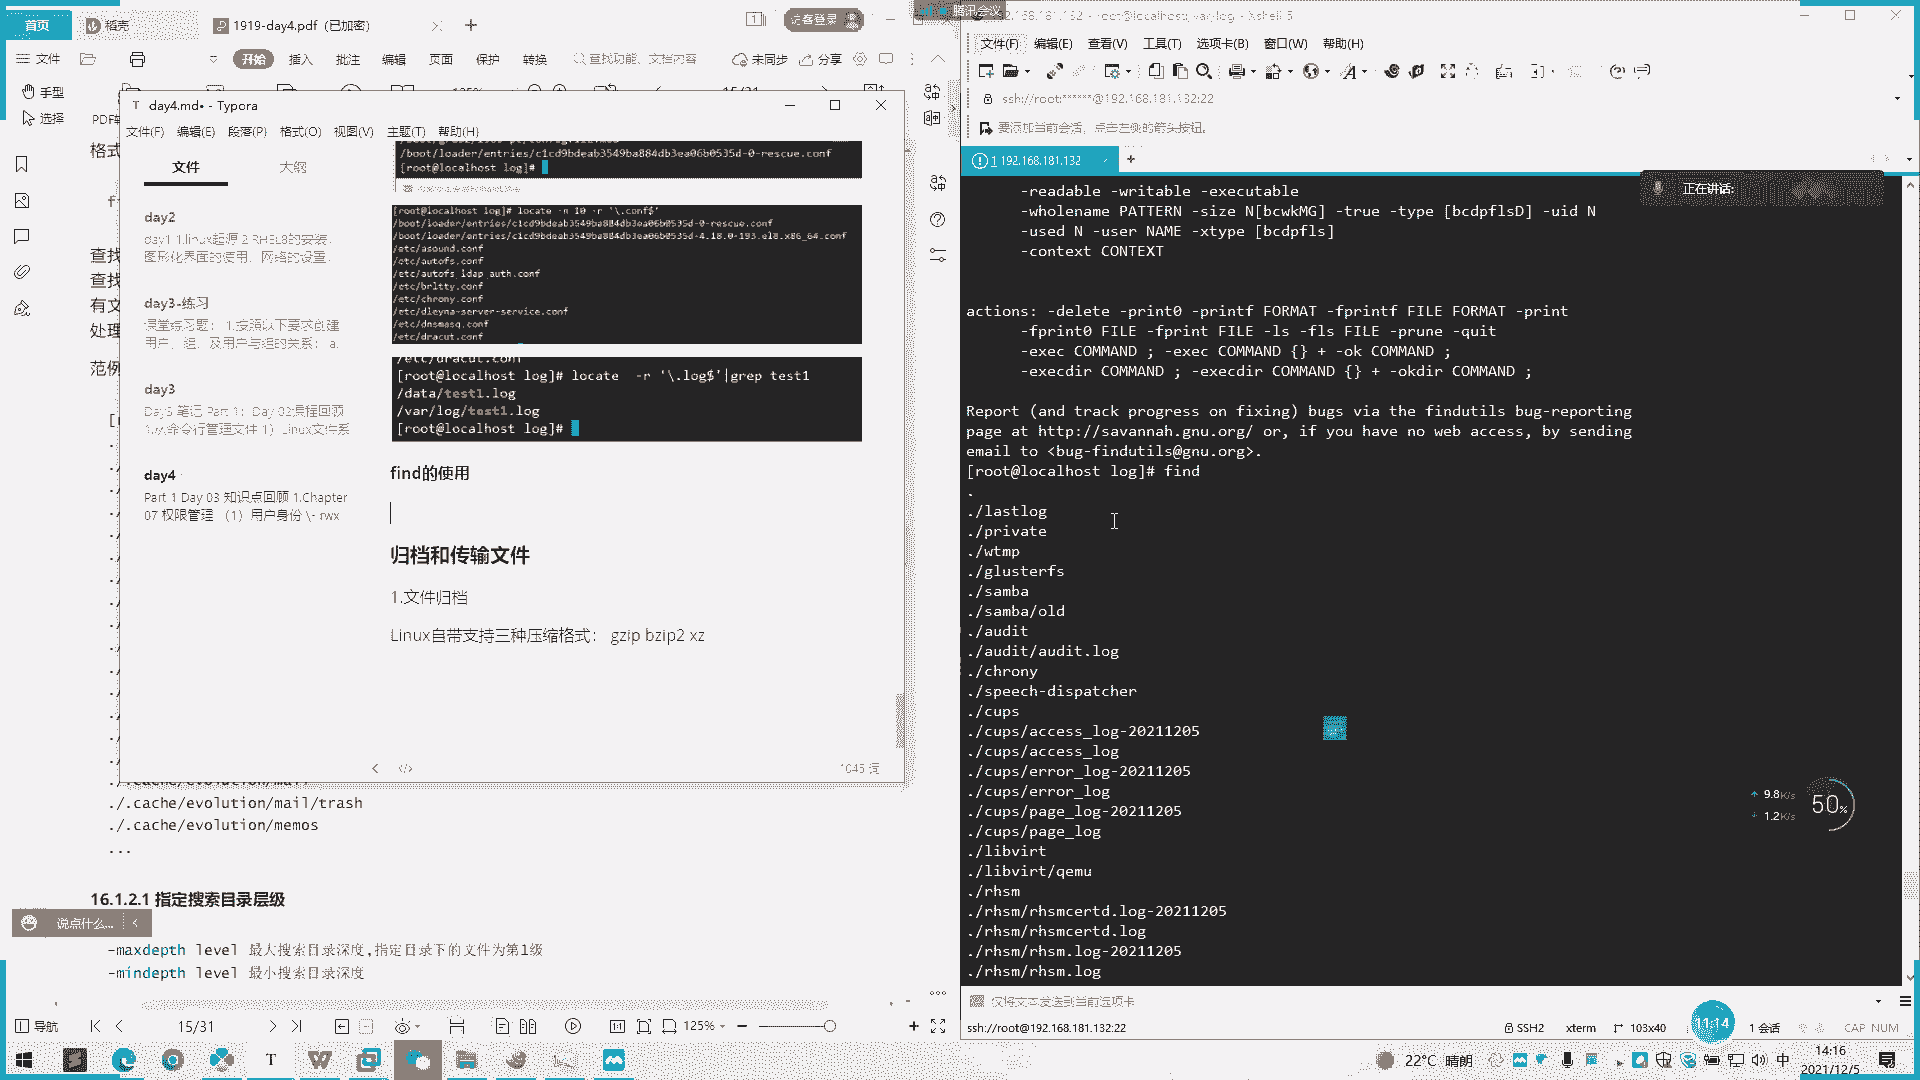 首页
稻壳
1919-day4.pdf (已加密)
访客登录
腾讯会议
文件
开始
插入
批注
编辑
页面
保护
转换
查找功能、文档内容
未同步
分享
手型
选择
day4.md• - Typora
文件(F) 编辑(E) 段落(P) 格式(O) 视图(V) 主题(T) 帮助(H)
文件
大纲
day2
day1 1.linux起源 2 RHEL8的安装、
图形化界面的使用、网络的设置、
day3-练习
课堂练习题： 1.按照以下要求创建
用户、组，及用户与组的关系： a.
day3
Day3 笔记 Part 1：Day 02课程回顾
1.从命令行管理文件 1）Linux文件系
day4
Part 1 Day 03 知识点回顾 1.Chapter
07 权限管理 （1）用户身份 \- rwx
/boot/loader/entries/c1cd9bdeab3549ba884db3ea06b0535d-0-rescue.conf
[root@localhost log]#
[root@localhost log]# locate -n 10 -r '\.conf$'
/boot/loader/entries/c1cd9bdeab3549ba884db3ea06b0535d-0-rescue.conf
/boot/loader/entries/c1cd9bdeab3549ba884db3ea06b0535d-4.18.0-193.el8.x86_64.conf
/etc/asound.conf
/etc/autofs.conf
/etc/autofs_ldap_auth.conf
/etc/brltty.conf
/etc/chrony.conf
/etc/dleyna-server-service.conf
/etc/dnsmasq.conf
/etc/dracut.conf
/etc/dracut.conf
[root@localhost log]# locate  -r '\.log$'|grep test1
/data/test1.log
/var/log/test1.log
[root@localhost log]#
find的使用
归档和传输文件
1.文件归档
Linux自带支持三种压缩格式： gzip bzip2 xz
1045 词
./.cache/evolution/mail/trash
./.cache/evolution/memos
...
16.1.2.1 指定搜索目录层级
说点什么...
-maxdepth level 最大搜索目录深度,指定目录下的文件为第1级
-mindepth level 最小搜索目录深度
导航
15/31
125%
文件(F) 编辑(E) 查看(V) 工具(T) 选项卡(B) 窗口(W) 帮助(H)
ssh://root:******@192.168.181.132:22
要添加当前会话，点击左侧的箭头按钮。
1 192.168.181.132
正在讲话:
-readable -writable -executable
-wholename PATTERN -size N[bcwkMG] -true -type [bcdpflsD] -uid N
-used N -user NAME -xtype [bcdpfls]
-context CONTEXT
actions: -delete -print0 -printf FORMAT -fprintf FILE FORMAT -print
-fprint0 FILE -fprint FILE -ls -fls FILE -prune -quit
-exec COMMAND ; -exec COMMAND {} + -ok COMMAND ;
-execdir COMMAND ; -execdir COMMAND {} + -okdir COMMAND ;
Report (and track progress on fixing) bugs via the findutils bug-reporting
page at http://savannah.gnu.org/ or, if you have no web access, by sending
email to <bug-findutils@gnu.org>.
[root@localhost log]# find
.
./lastlog
./private
./wtmp
./glusterfs
./samba
./samba/old
./audit
./audit/audit.log
./chrony
./speech-dispatcher
./cups
./cups/access_log-20211205
./cups/access_log
./cups/error_log-20211205
./cups/error_log
./cups/page_log-20211205
./cups/page_log
./libvirt
./libvirt/qemu
./rhsm
./rhsm/rhsmcertd.log-20211205
./rhsm/rhsmcertd.log
./rhsm/rhsm.log-20211205
./rhsm/rhsm.log
9.8K/s
1.2K/s
50%
仅将文本发送到当前选项卡
ssh://root@192.168.181.132:22
SSH2
xterm
103x40
11:14
1 会话
CAP NUM
22°C 晴朗
中
14:16
2021/12/5